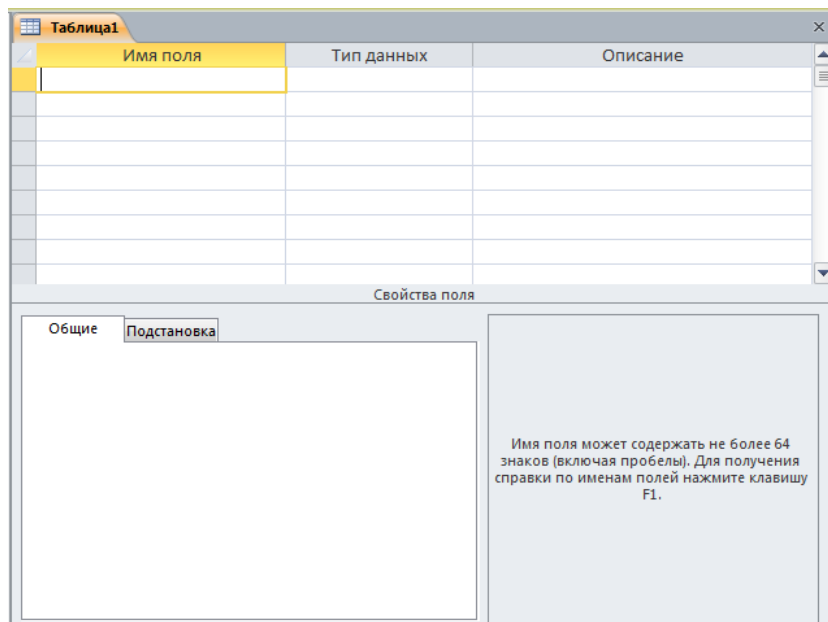 Таблица1
Имя поля
Тип данных
Описание
Свойства поля
Общие
Подстановка
Имя поля может содержать не более 64
знаков (включая пробелы). Для получения
справки по именам полей нажмите клавишу
F1.